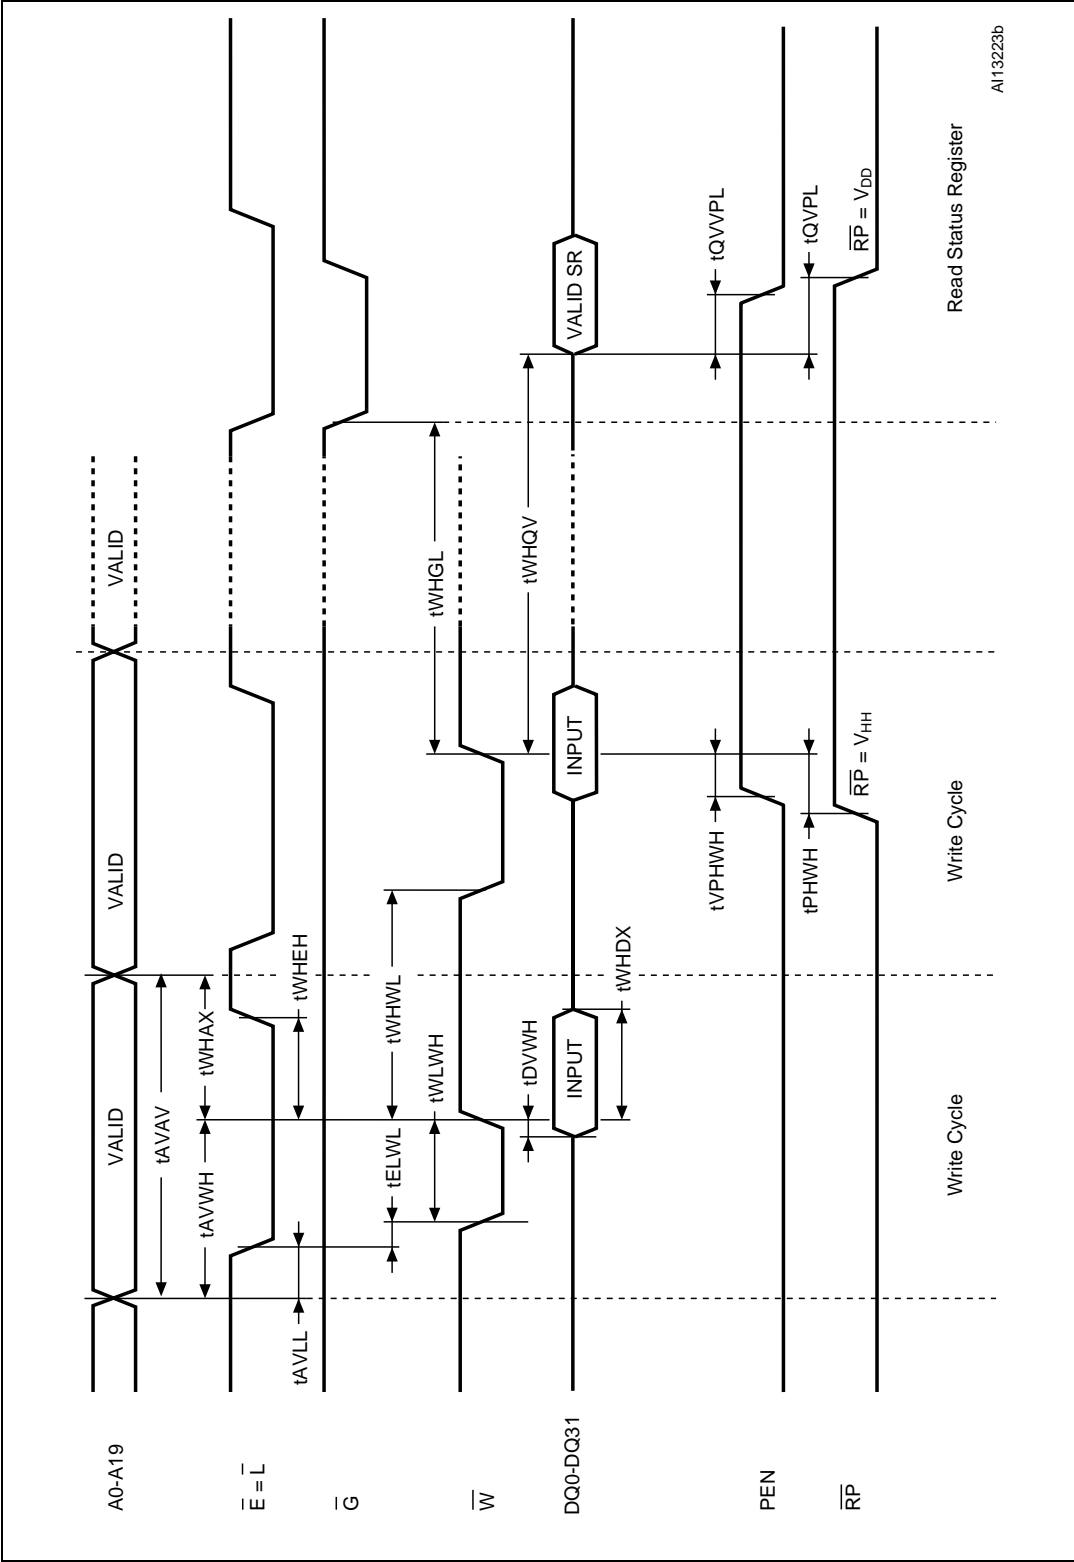 A0-A19
VALID
VALID
VALID
tAVAV
tAVWH
tWHAX
E = L
tAVLL
tWHEH
G
tELWL
tWHWL
tWLWH
tWHGL
W
tDVWH
tWHQV
DQ0-DQ31
INPUT
INPUT
VALID SR
tWHDX
tVPHWH
tQVVPL
PEN
tPHWH
tQVPL
RP
RP = VHH
RP = VDD
Write Cycle
Write Cycle
Read Status Register
AI13223b